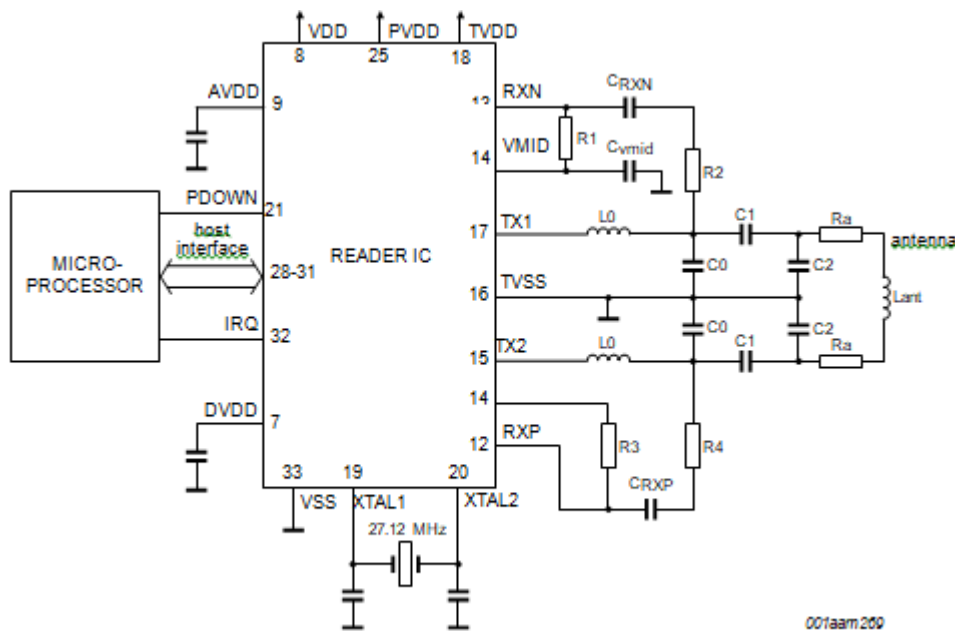 VDD
PVDD
TVDD
8
25
18
AVDD
9
RXN
13
CRXN
R1
VMID
14
Cvmid
R2
PDOWN
21
host
interface
28-31
MICRO-
PROCESSOR
READER IC
IRQ
32
TX1
17
L0
C1
Ra
antenna
C0
C2
TVSS
16
Lant
C0
C2
TX2
15
L0
C1
Ra
14
DVDD
7
RXP
12
R3
R4
CRXP
33
19
20
VSS
XTAL1
XTAL2
27.12 MHz
001aam269